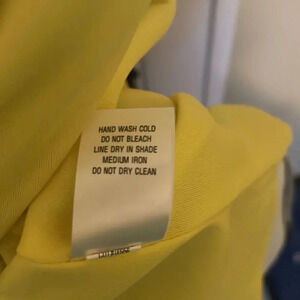 HAND WASH COLD
DO NOT BLEACH
LINE DRY IN SHADE
MEDIUM IRON
DO NOT DRY CLEAN